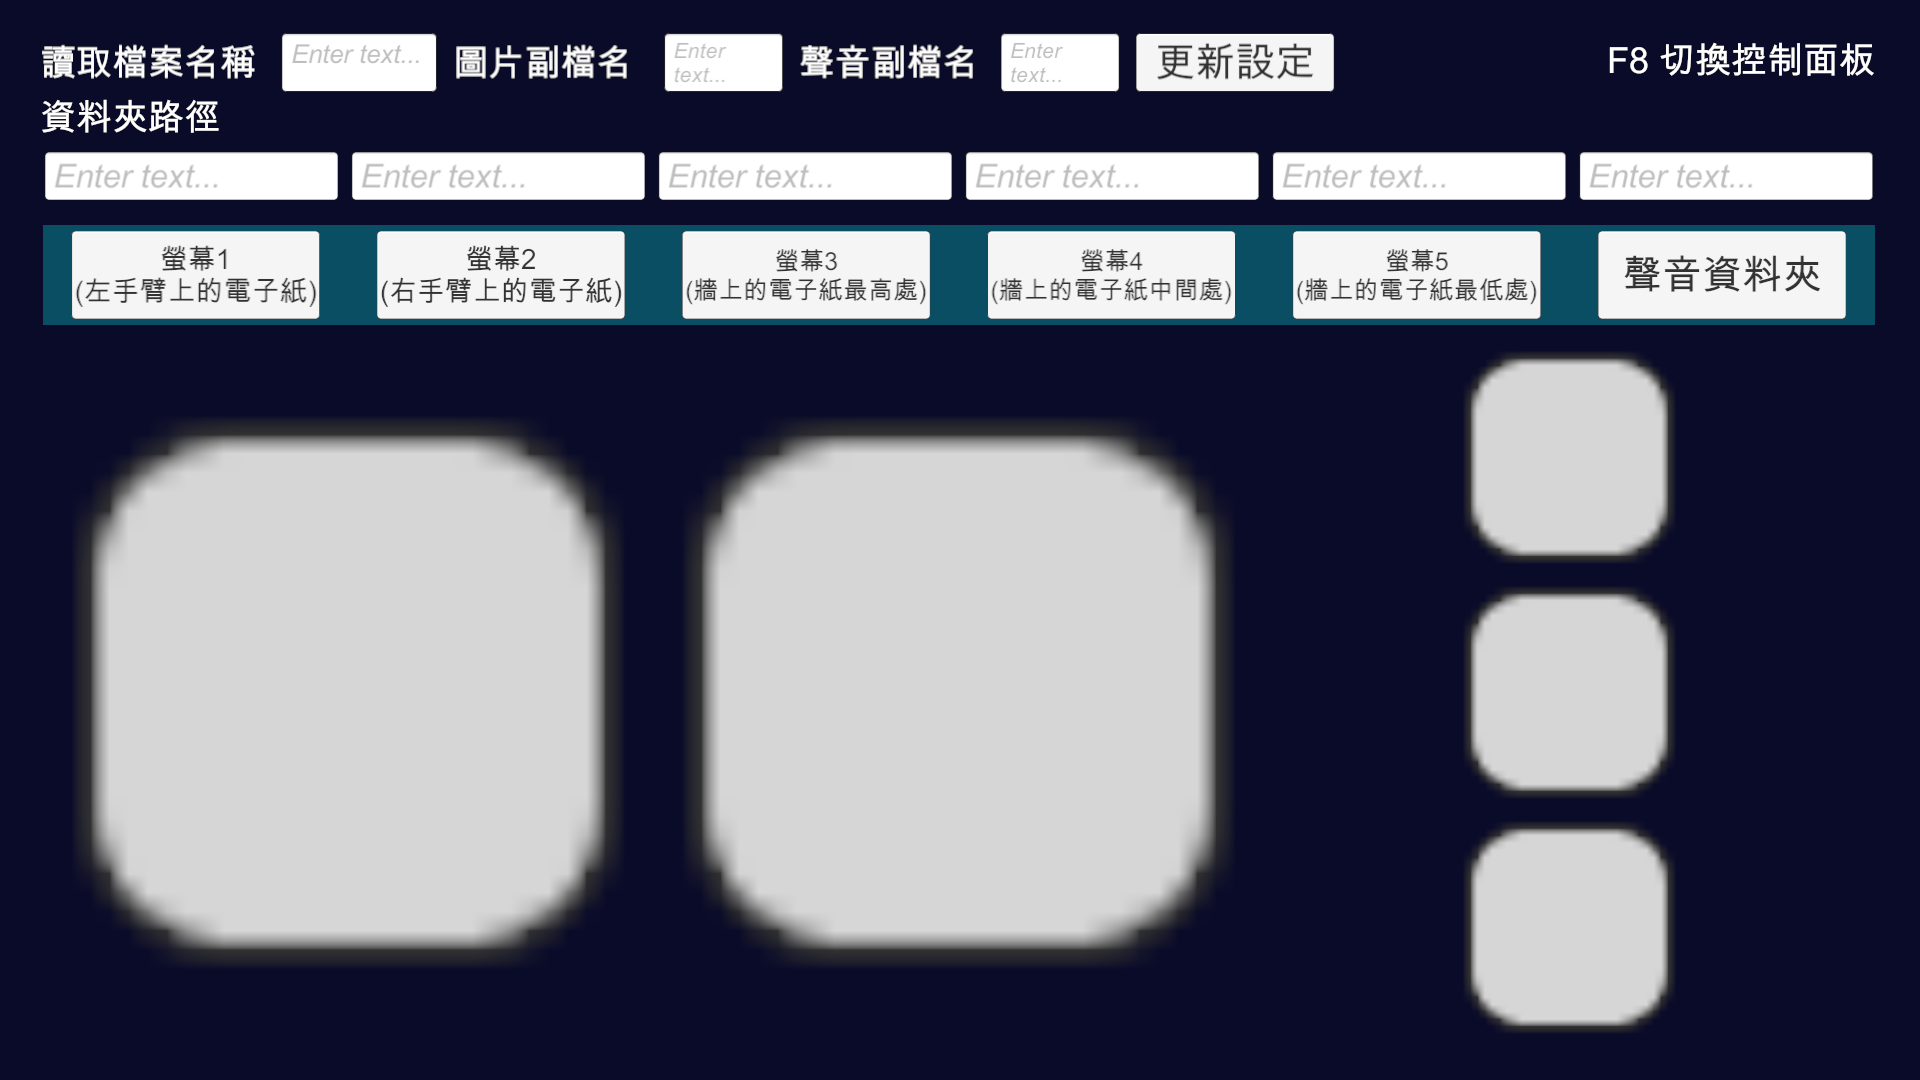 讀取檔案名稱 Enter text... 圖片副檔名 Enter text... 聲音副檔名 Enter text... 更新設定 F8 切換控制面板
資料夾路徑
Enter text... Enter text... Enter text... Enter text... Enter text... Enter text...
螢幕1
(左手臂上的電子紙)
螢幕2
(右手臂上的電子紙)
螢幕3
(牆上的電子紙最高處)
螢幕4
(牆上的電子紙中間處)
螢幕5
(牆上的電子紙最低處)
聲音資料夾